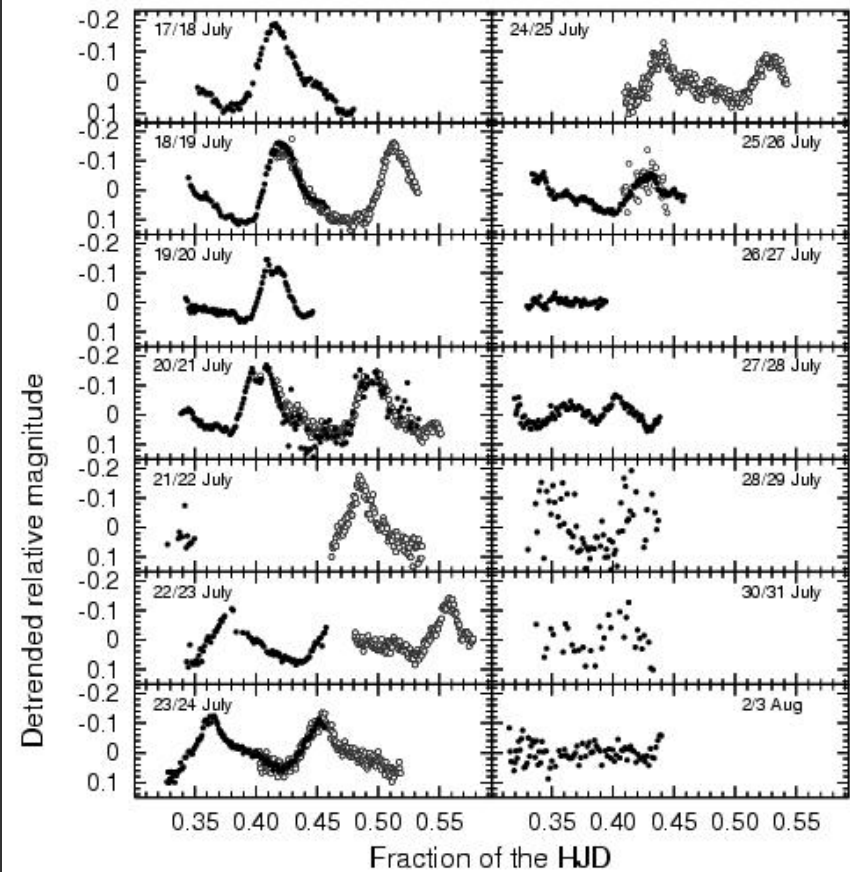 Detrended relative magnitude
-0.2
-0.1
0
0.1
17/18 July
24/25 July
-0.2
-0.1
0
0.1
18/19 July
25/26 July
-0.2
-0.1
0
0.1
19/20 July
26/27 July
-0.2
-0.1
0
0.1
20/21 July
27/28 July
-0.2
-0.1
0
0.1
21/22 July
28/29 July
-0.2
-0.1
0
0.1
22/23 July
30/31 July
-0.2
-0.1
0
0.1
23/24 July
2/3 Aug
0.35 0.40 0.45 0.50 0.55 0.35 0.40 0.45 0.50 0.55
Fraction of the HJD